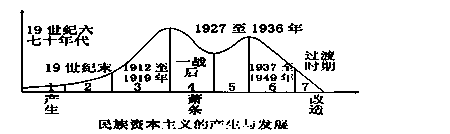 19世纪六
七十年代
1927至1936年
过渡
时期
19世纪末
1912至
1919年
一战
后
1937至
1949年
1 2 3 4 5 6 7
产
生
萧
条
改
造
民族资本主义的产生与发展